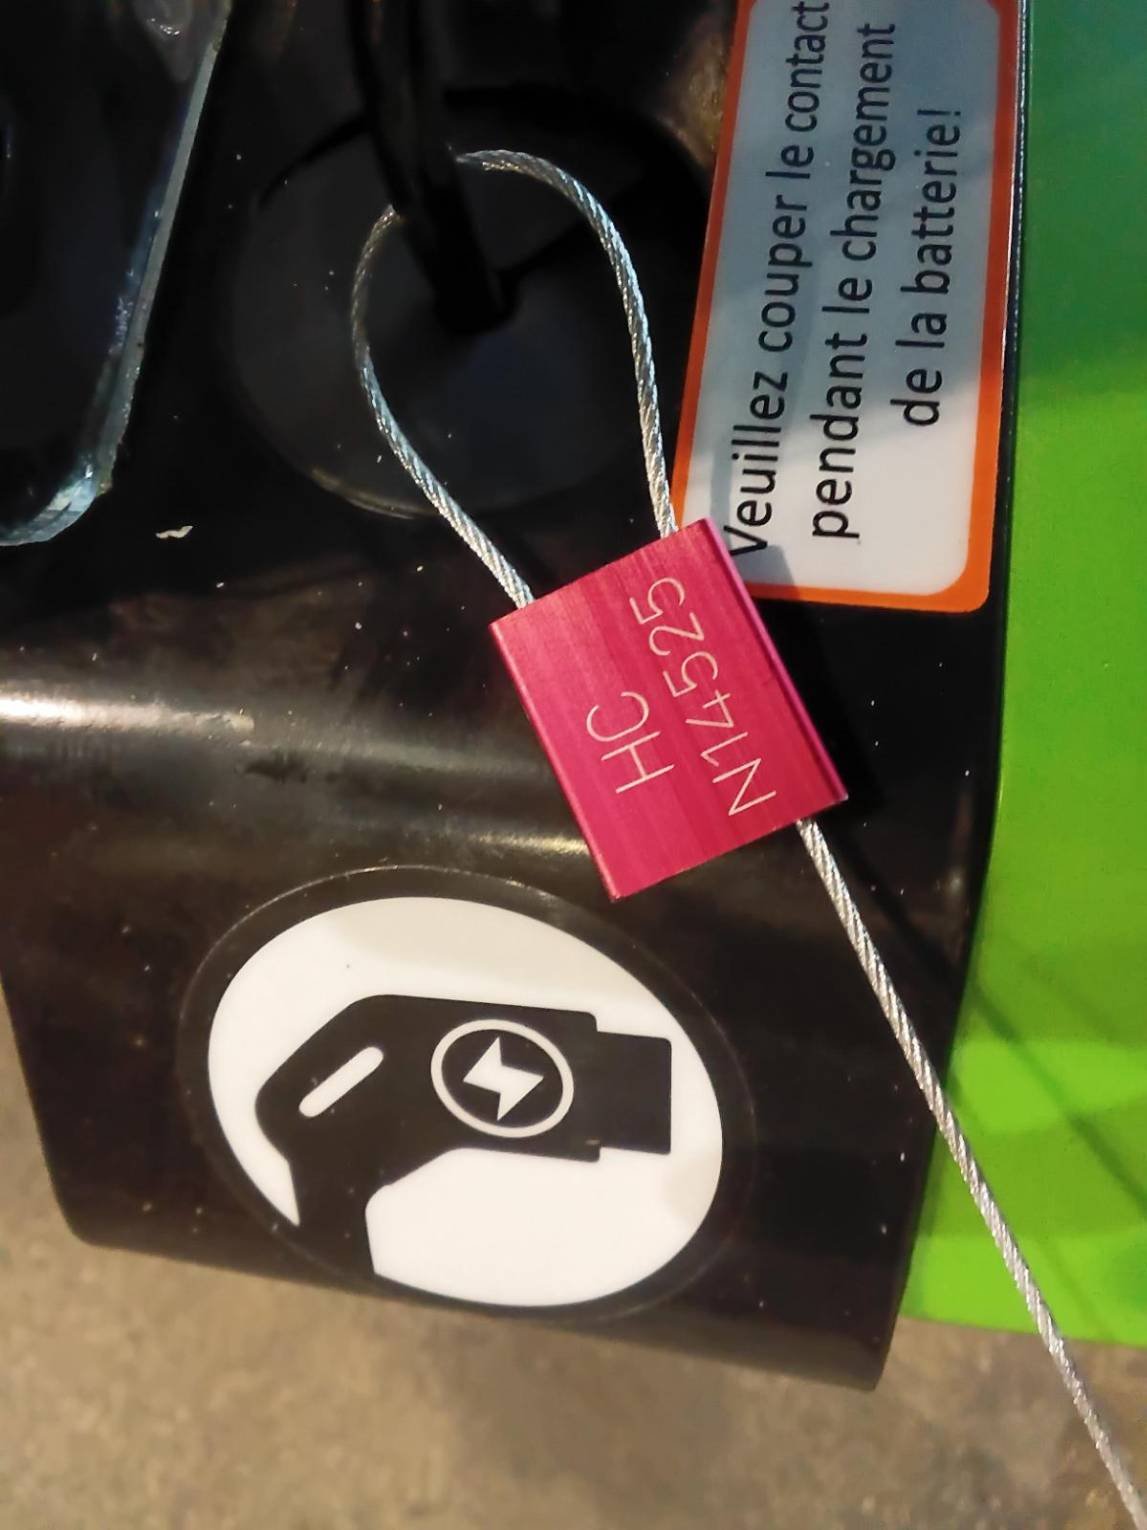 Veuillez couper le contact
pendant le chargement
de la batterie!
HC
N14525